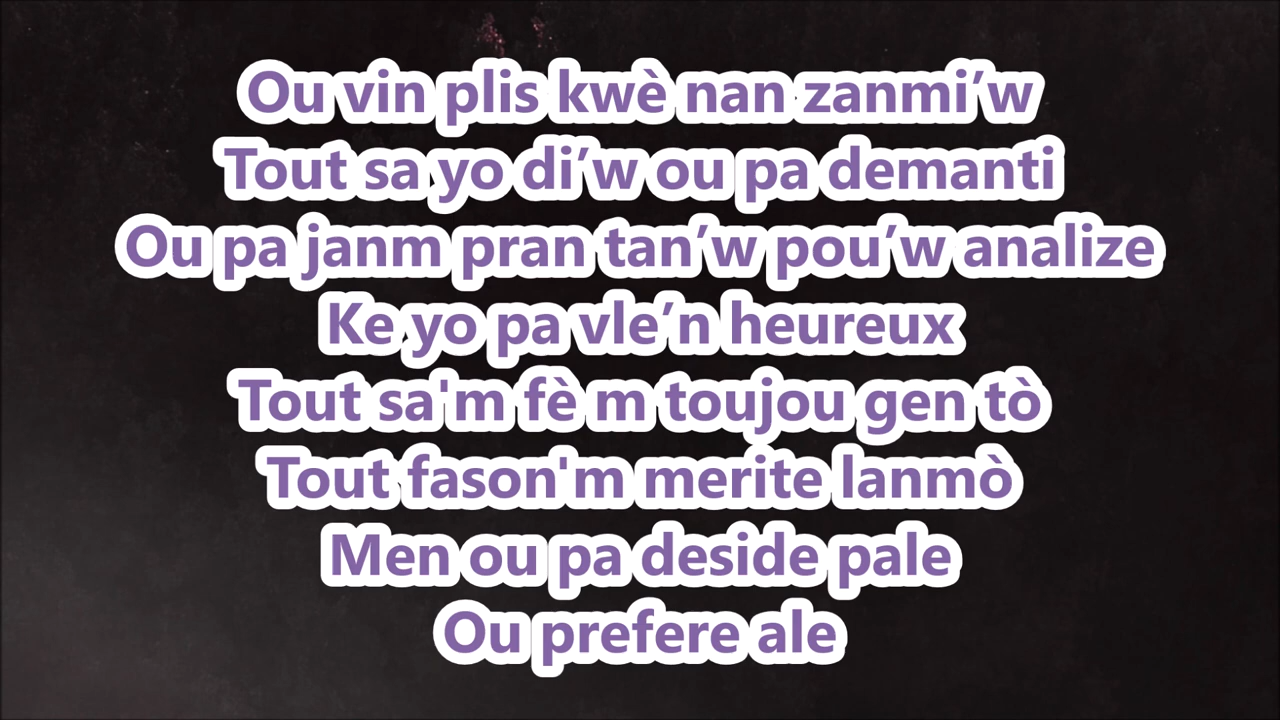 Ou vin plis kwè nan zanmi’w
Tout sa yo di’w ou pa demanti
Ou pa janm pran tan’w pou’w analize
Ke yo pa vle’n heureux
Tout sa'm fè m toujou gen tò
Tout fason'm merite lanmò
Men ou pa deside pale
Ou prefere ale